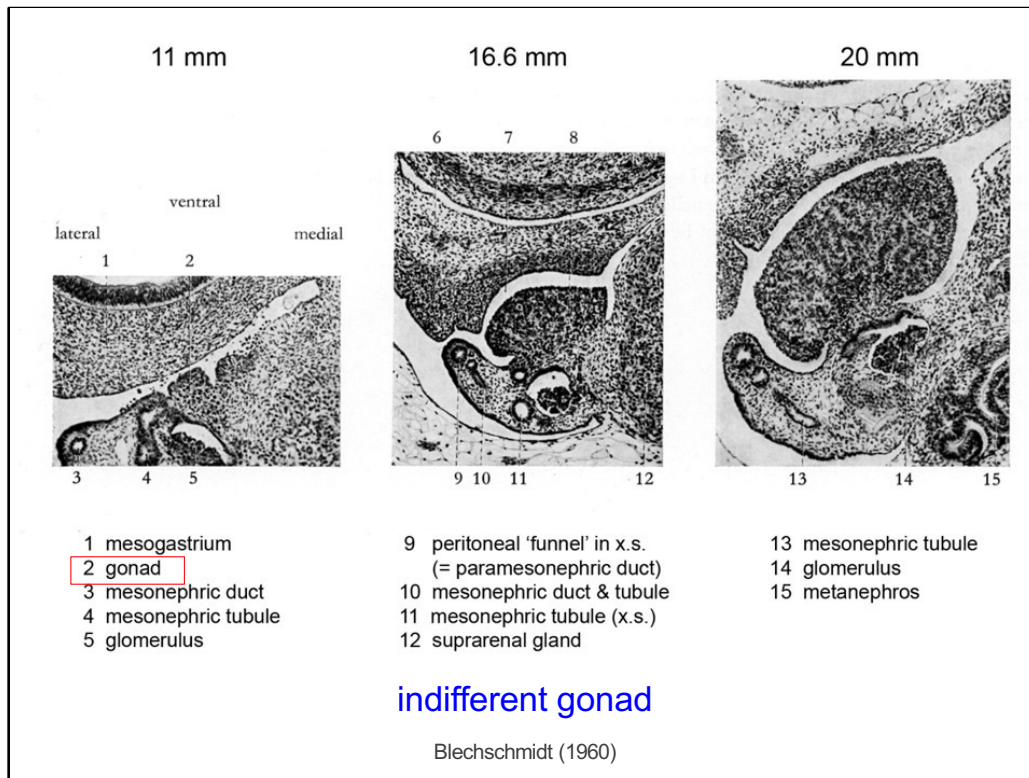 11 mm
16.6 mm
20 mm
6 7 8
ventral
lateral medial
1 2
3 4 5
9 10 11 12
13 14 15
1 mesogastrium
2 gonad
3 mesonephric duct
4 mesonephric tubule
5 glomerulus
9 peritoneal ‘funnel’ in x.s.
(= paramesonephric duct)
10 mesonephric duct & tubule
11 mesonephric tubule (x.s.)
12 suprarenal gland
13 mesonephric tubule
14 glomerulus
15 metanephros
indifferent gonad
Blechschmidt (1960)